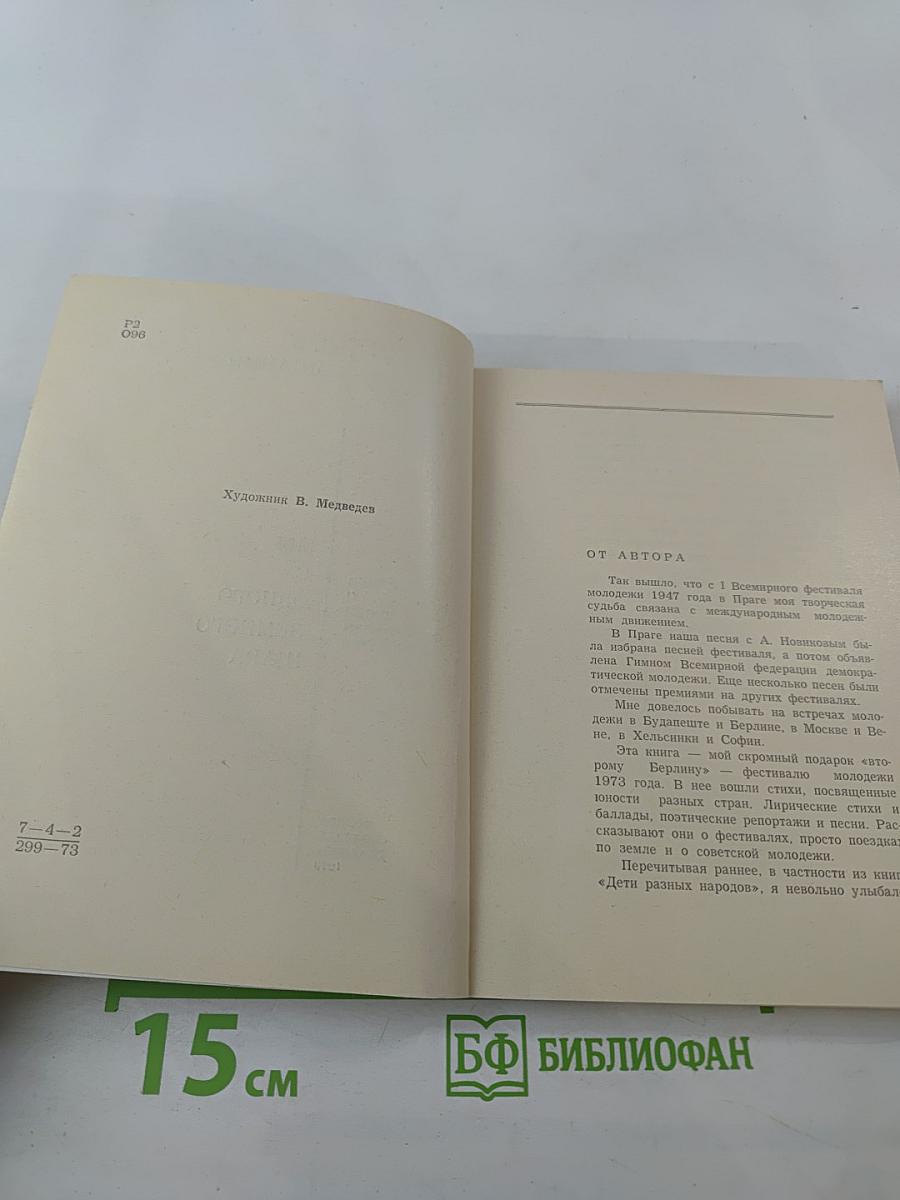 Р2
О96
Художник В. Медведев
7—4—2
299—73
ОТ АВТОРА
Так вышло, что с 1 Всемирного фестиваля
молодежи 1947 года в Праге моя творческая
судьба связана с международным молодеж-
ным движением.
В Праге наша песня с А. Новиковым бы-
ла избрана песней фестиваля, а потом объяв-
лена Гимном Всемирной федерации демокра-
тической молодежи. Еще несколько песен были
отмечены премиями на других фестивалях.
Мне довелось побывать на встречах моло-
дежи в Будапеште и Берлине, в Москве и Ве-
не, в Хельсинки и Софии.
Эта книга — мой скромный подарок «вто-
рому Берлину» — фестивалю молодежи
1973 года. В нее вошли стихи, посвященные
юности разных стран. Лирические стихи и
баллады, поэтические репортажи и песни. Рас-
сказывают они о фестивалях, просто поездках
по земле и о советской молодежи.
Перечитывая раннее, в частности из книг
«Дети разных народов», я невольно улыбал
15 см
БФ БИБЛИОФАН